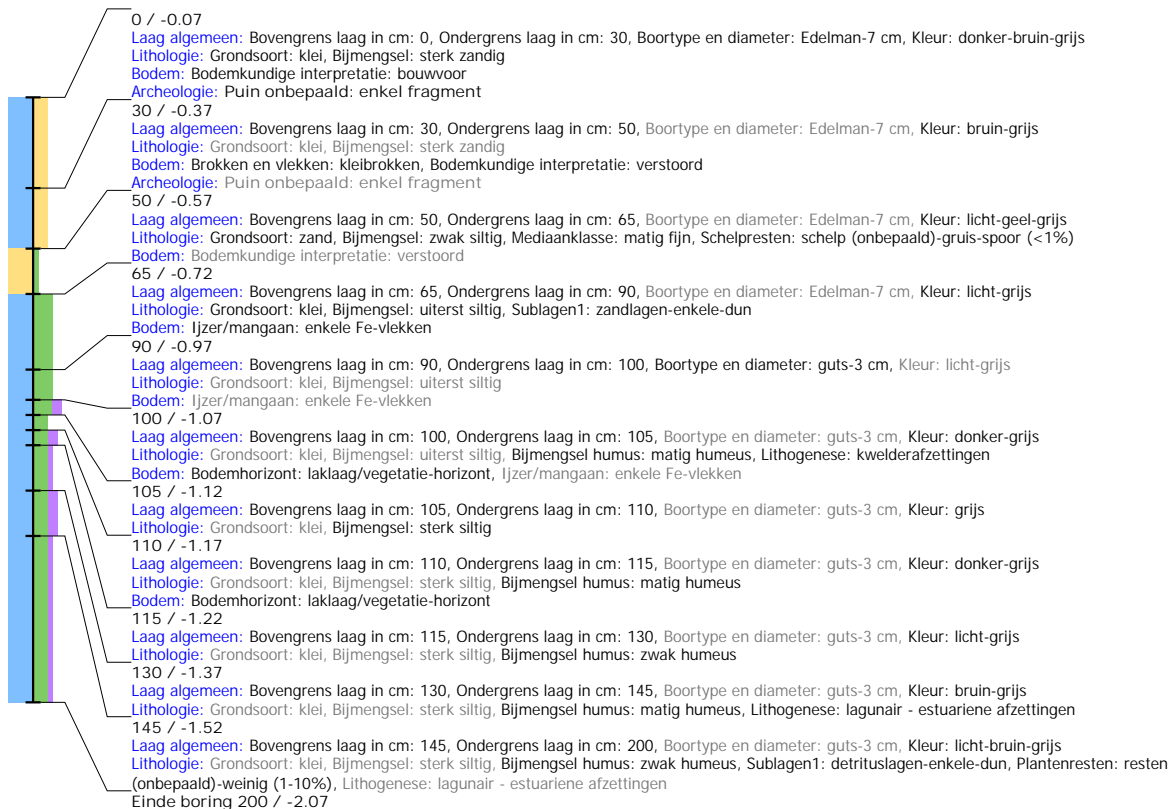 0 / -0.07
Laag algemeen: Bovengrens laag in cm: 0, Ondergrens laag in cm: 30, Boortype en diameter: Edelman-7 cm, Kleur: donker-bruin-grijs
Lithologie: Grondsoort: klei, Bijmengsel: sterk zandig
Bodem: Bodemkundige interpretatie: bouwvoor
Archeologie: Puin onbepaald: enkel fragment
30 / -0.37
Laag algemeen: Bovengrens laag in cm: 30, Ondergrens laag in cm: 50, Boortype en diameter: Edelman-7 cm, Kleur: bruin-grijs
Lithologie: Grondsoort: klei, Bijmengsel: sterk zandig
Bodem: Brokken en vlekken: kleibrokken, Bodemkundige interpretatie: verstoord
Archeologie: Puin onbepaald: enkel fragment
50 / -0.57
Laag algemeen: Bovengrens laag in cm: 50, Ondergrens laag in cm: 65, Boortype en diameter: Edelman-7 cm, Kleur: licht-geel-grijs
Lithologie: Grondsoort: zand, Bijmengsel: zwak siltig, Mediaanklasse: matig fijn, Schelpresten: schelp (onbepaald)-gruis-spoor (<1%)
Bodem: Bodemkundige interpretatie: verstoord
65 / -0.72
Laag algemeen: Bovengrens laag in cm: 65, Ondergrens laag in cm: 90, Boortype en diameter: Edelman-7 cm, Kleur: licht-grijs
Lithologie: Grondsoort: klei, Bijmengsel: uiterst siltig, Sublagen1: zandlagen-enkele-dun
Bodem: Ijzer/mangaan: enkele Fe-vlekken
90 / -0.97
Laag algemeen: Bovengrens laag in cm: 90, Ondergrens laag in cm: 100, Boortype en diameter: guts-3 cm, Kleur: licht-grijs
Lithologie: Grondsoort: klei, Bijmengsel: uiterst siltig
Bodem: Ijzer/mangaan: enkele Fe-vlekken
100 / -1.07
Laag algemeen: Bovengrens laag in cm: 100, Ondergrens laag in cm: 105, Boortype en diameter: guts-3 cm, Kleur: donker-grijs
Lithologie: Grondsoort: klei, Bijmengsel: uiterst siltig, Bijmengsel humus: matig humeus, Lithogenese: kwelderafzettingen
Bodem: Bodemhorizont: laklaag/vegetatie-horizont, Ijzer/mangaan: enkele Fe-vlekken
105 / -1.12
Laag algemeen: Bovengrens laag in cm: 105, Ondergrens laag in cm: 110, Boortype en diameter: guts-3 cm, Kleur: grijs
Lithologie: Grondsoort: klei, Bijmengsel: sterk siltig
110 / -1.17
Laag algemeen: Bovengrens laag in cm: 110, Ondergrens laag in cm: 115, Boortype en diameter: guts-3 cm, Kleur: donker-grijs
Lithologie: Grondsoort: klei, Bijmengsel: sterk siltig, Bijmengsel humus: matig humeus
Bodem: Bodemhorizont: laklaag/vegetatie-horizont
115 / -1.22
Laag algemeen: Bovengrens laag in cm: 115, Ondergrens laag in cm: 130, Boortype en diameter: guts-3 cm, Kleur: licht-grijs
Lithologie: Grondsoort: klei, Bijmengsel: sterk siltig, Bijmengsel humus: zwak humeus
130 / -1.37
Laag algemeen: Bovengrens laag in cm: 130, Ondergrens laag in cm: 145, Boortype en diameter: guts-3 cm, Kleur: bruin-grijs
Lithologie: Grondsoort: klei, Bijmengsel: sterk siltig, Bijmengsel humus: matig humeus, Lithogenese: lagunair - estuariene afzettingen
145 / -1.52
Laag algemeen: Bovengrens laag in cm: 145, Ondergrens laag in cm: 200, Boortype en diameter: guts-3 cm, Kleur: licht-bruin-grijs
Lithologie: Grondsoort: klei, Bijmengsel: sterk siltig, Bijmengsel humus: zwak humeus, Sublagen1: detrituslagen-enkele-dun, Plantenresten: resten
(onbepaald)-weinig (1-10%), Lithogenese: lagunair - estuariene afzettingen
Einde boring 200 / -2.07